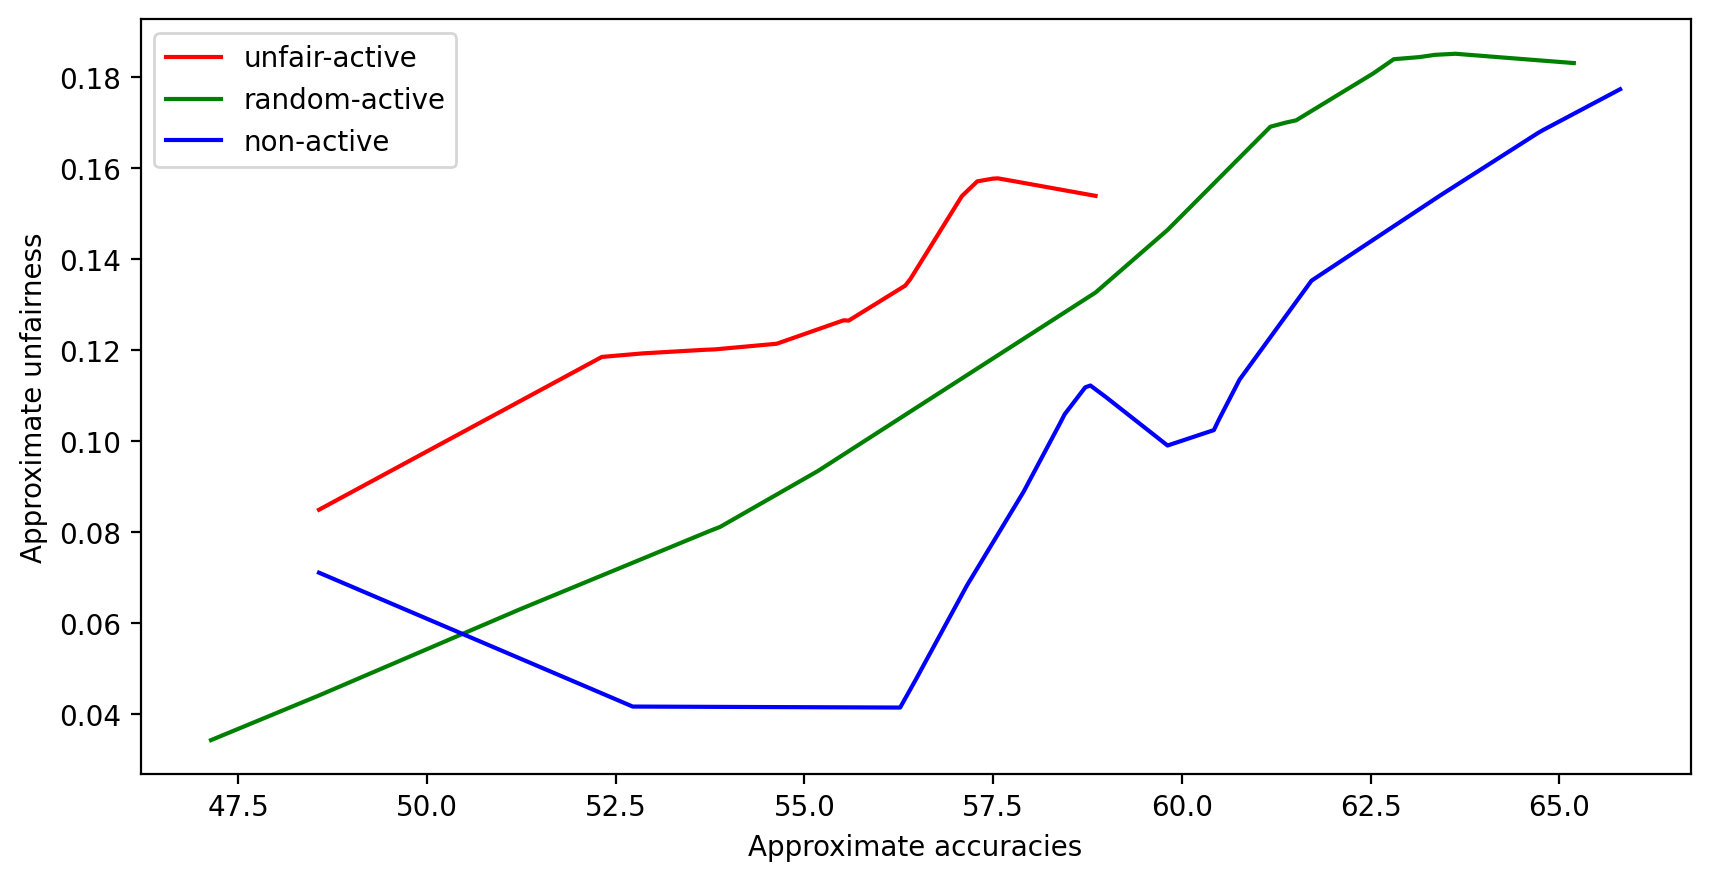 unfair-active
random-active
non-active
Approximate unfairness
0.18
0.16
0.14
0.12
0.10
0.08
0.06
0.04
47.5 50.0 52.5 55.0 57.5 60.0 62.5 65.0
Approximate accuracies